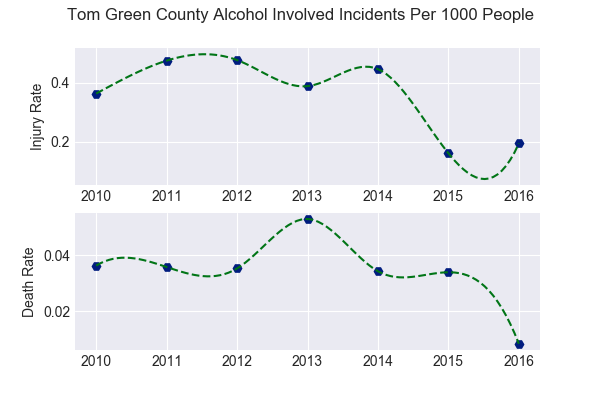 Tom Green County Alcohol Involved Incidents Per 1000 People
Injury Rate
0.4
0.2
2010 2011 2012 2013 2014 2015 2016
Death Rate
0.04
0.02
2010 2011 2012 2013 2014 2015 2016